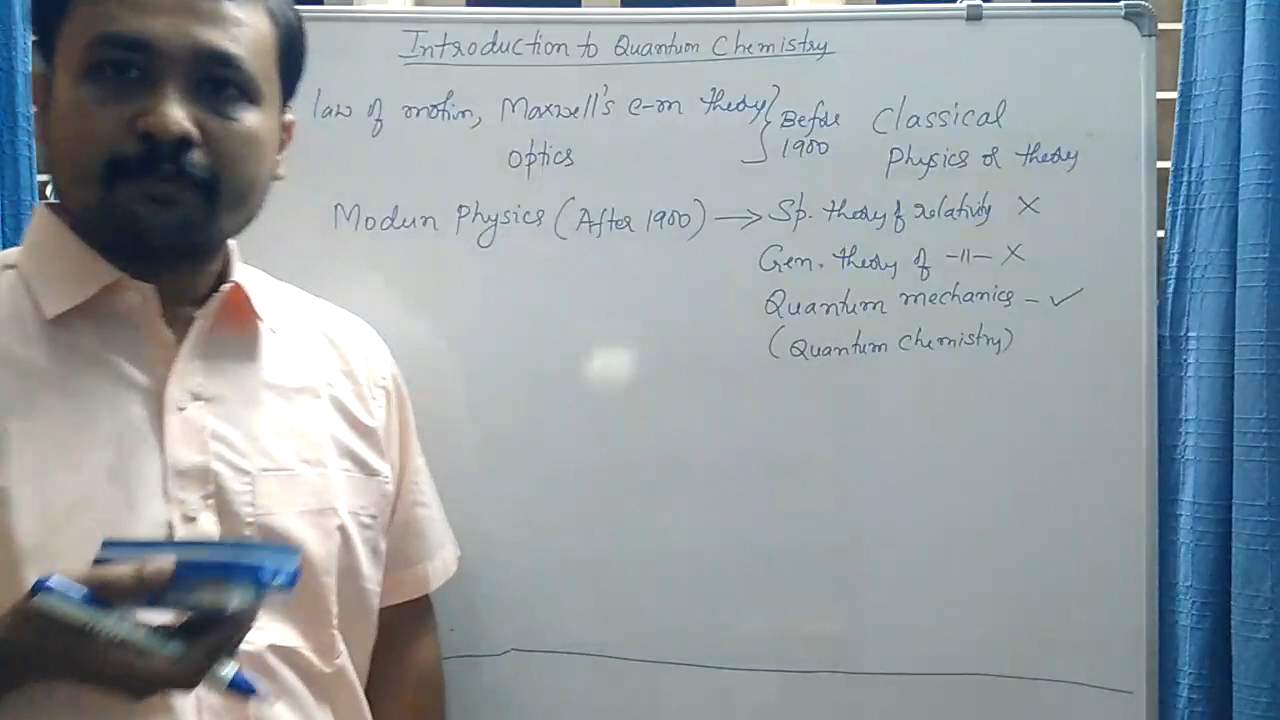 Introduction to Quantum Chemistry
law of motion, Maxwell's e-m theory } Before Classical
optics 1900 Physics or theory
Modern Physics (After 1900) → Sp. theory of relativity ×
Gen. theory of -11- ×
Quantum mechanics - ✓
(Quantum chemistry)